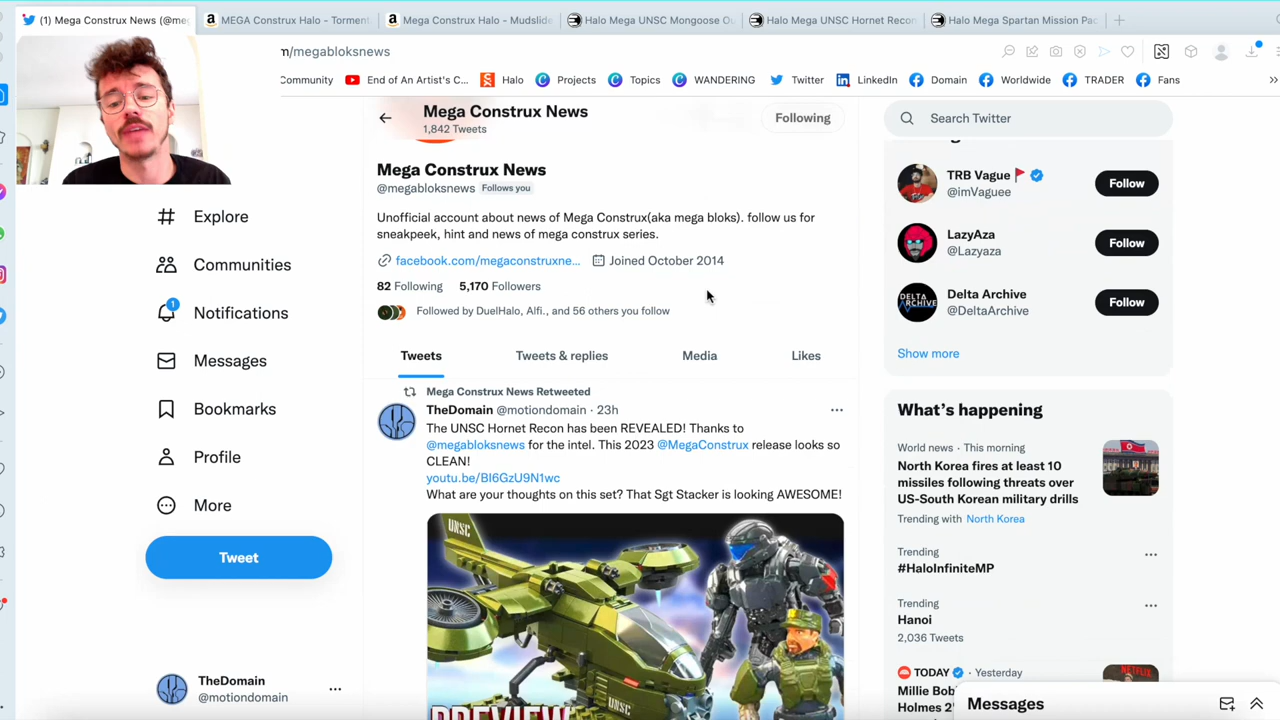 (1) Mega Construx News (@me
MEGA Construx Halo - Torment
Mega Construx Halo - Mudslide
Halo Mega UNSC Mongoose Ou
Halo Mega UNSC Hornet Recon
Halo Mega Spartan Mission Pac
m/megabloksnews
Community
End of An Artist's C...
Halo
Projects
Topics
WANDERING
Twitter
LinkedIn
Domain
Worldwide
TRADER
Fans
Mega Construx News
1,842 Tweets
Following
Search Twitter
Mega Construx News
@megabloksnews Follows you
Unofficial account about news of Mega Construx(aka mega bloks). follow us for
sneakpeek, hint and news of mega construx series.
facebook.com/megaconstruxne... Joined October 2014
82 Following 5,170 Followers
Followed by DuelHalo, Alfi., and 56 others you follow
Tweets
Tweets & replies
Media
Likes
Mega Construx News Retweeted
TheDomain @motiondomain · 23h
The UNSC Hornet Recon has been REVEALED! Thanks to
@megabloksnews for the intel. This 2023 @MegaConstrux release looks so
CLEAN!
youtu.be/BI6GzU9N1wc
What are your thoughts on this set? That Sgt Stacker is looking AWESOME!
UNSC
UNSC
PREVIEW
Explore
Communities
1
Notifications
Messages
Bookmarks
Profile
More
Tweet
TheDomain
@motiondomain
TRB Vague
@imVaguee
Follow
LazyAza
@Lazyaza
Follow
DELTA
ARCHIVE
Delta Archive
@DeltaArchive
Follow
Show more
What's happening
World news · This morning
North Korea fires at least 10
missiles following threats over
US-South Korean military drills
Trending with North Korea
Trending
#HaloInfiniteMP
Trending
Hanoi
2,036 Tweets
TODAY · Yesterday
Millie Bob
Holmes 2'
NETFLIX
Messages